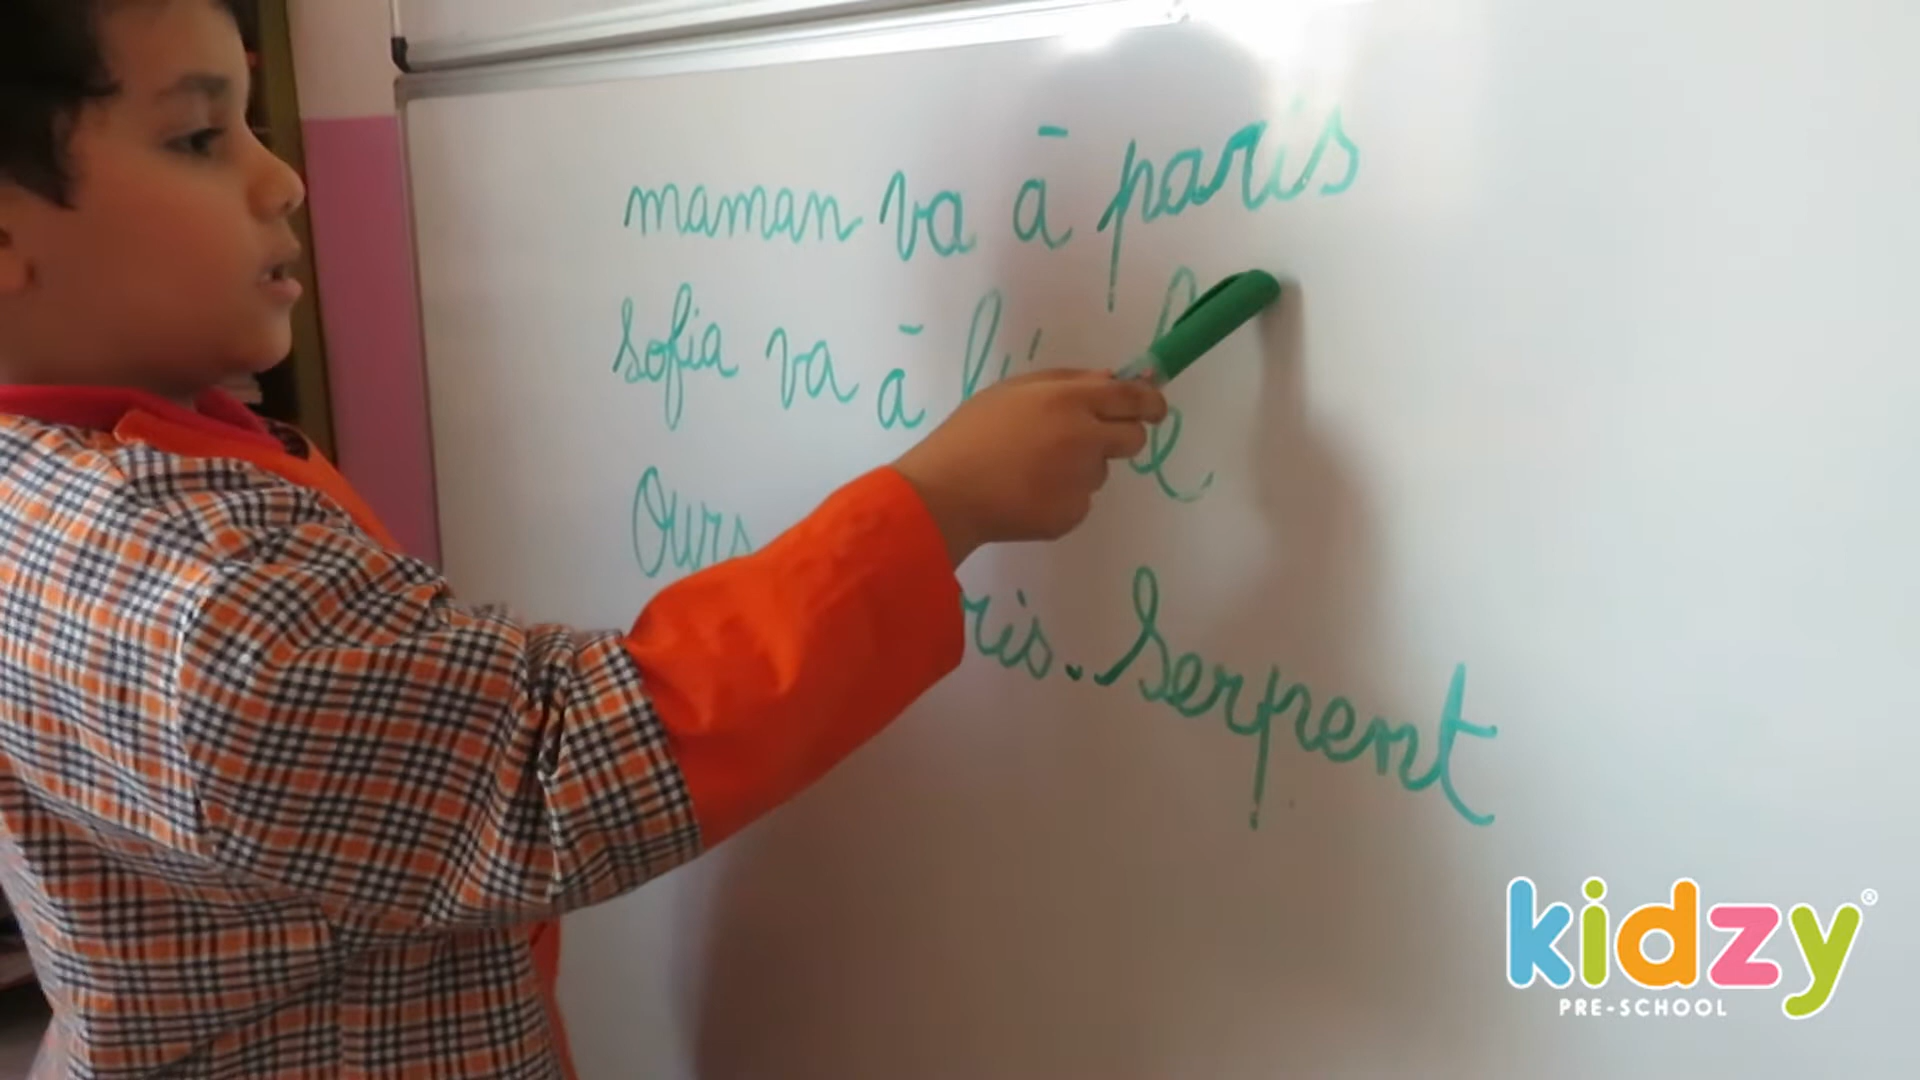 maman va à paris
sofia va à
Ours
ris. Serpent
kidzy®
PRE-SCHOOL